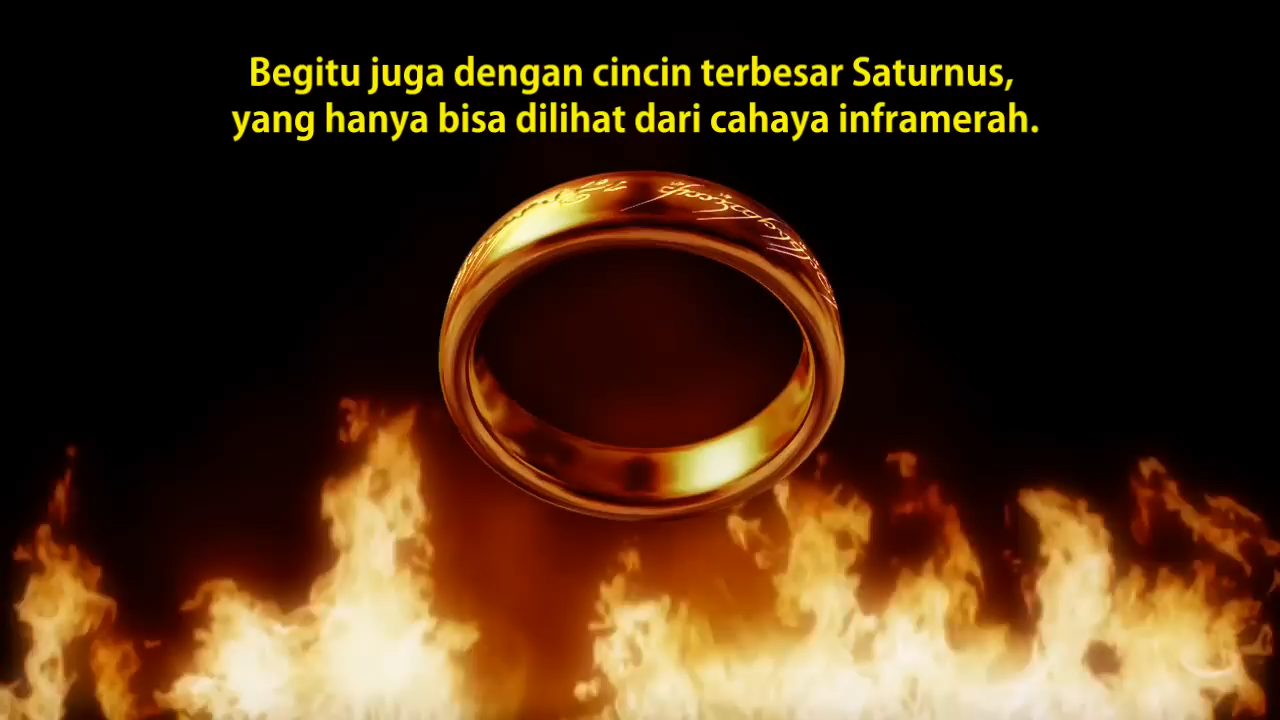 Begitu juga dengan cincin terbesar Saturnus,
yang hanya bisa dilihat dari cahaya inframerah.